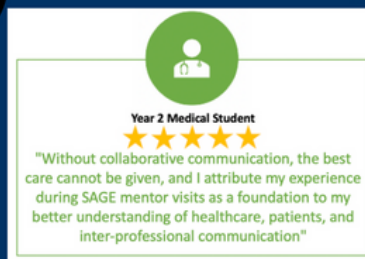 Year 2 Medical Student
"Without collaborative communication, the best
care cannot be given, and I attribute my experience
during SAGE mentor visits as a foundation to my
better understanding of healthcare, patients, and
inter-professional communication"